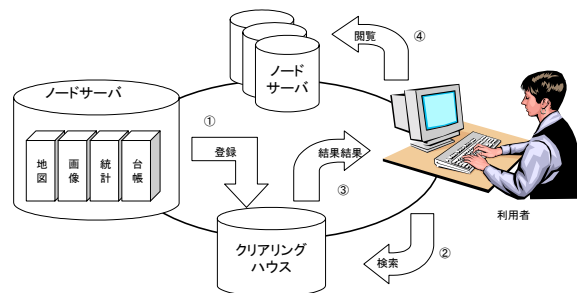 閲覧
④
ノード
サーバ
ノードサーバ
地図
画像
統計
台帳
①
登録
結果結果
③
クリアリング
ハウス
検索
②
利用者